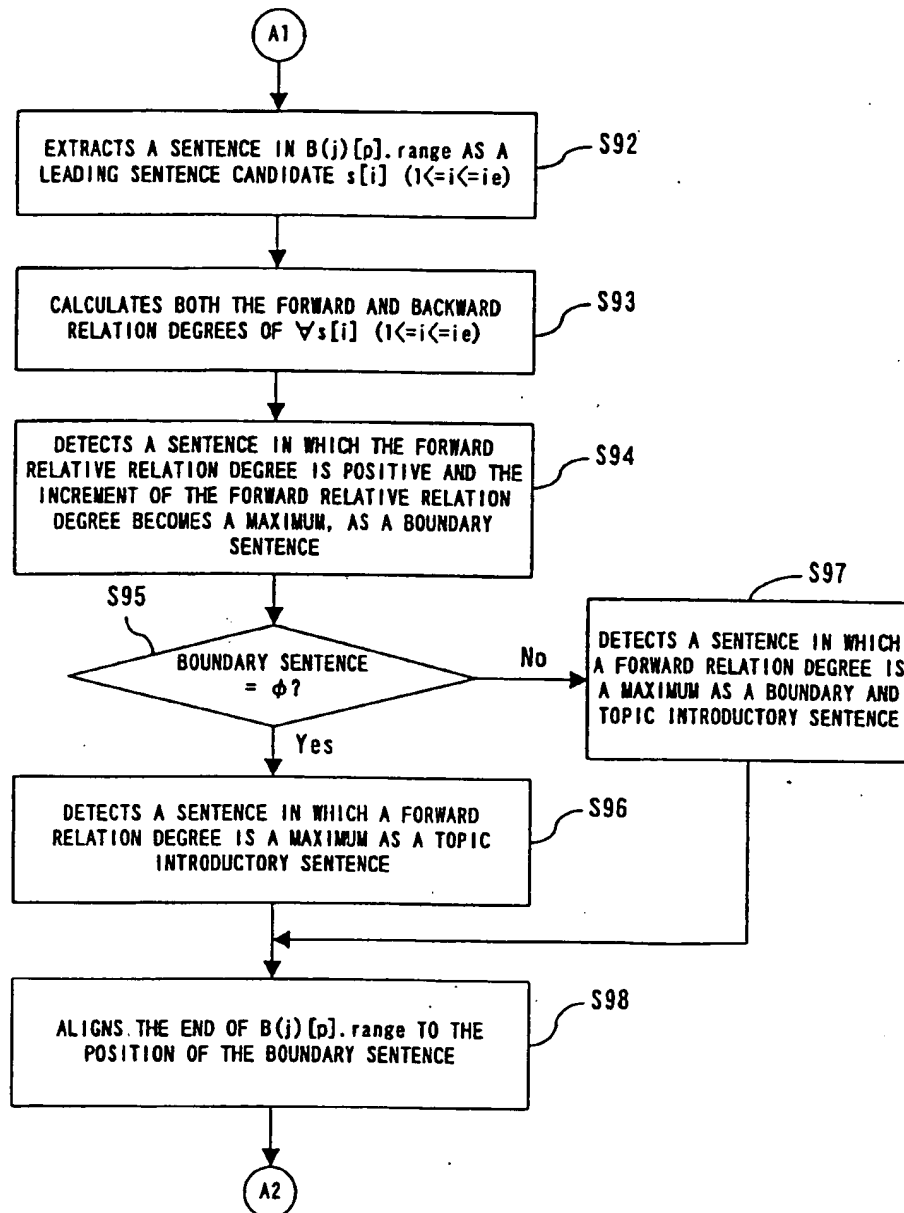 A1
EXTRACTS A SENTENCE IN B(j)[p].range AS A
LEADING SENTENCE CANDIDATE s[i] (1<=i<=ie)
S92
CALCULATES BOTH THE FORWARD AND BACKWARD
RELATION DEGREES OF ∀s[i] (1<=i<=ie)
S93
DETECTS A SENTENCE IN WHICH THE FORWARD
RELATIVE RELATION DEGREE IS POSITIVE AND THE
INCREMENT OF THE FORWARD RELATIVE RELATION
DEGREE BECOMES A MAXIMUM, AS A BOUNDARY
SENTENCE
S94
S95
BOUNDARY SENTENCE
= φ?
No
Yes
S97
DETECTS A SENTENCE IN WHICH
A FORWARD RELATION DEGREE IS
A MAXIMUM AS A BOUNDARY AND
TOPIC INTRODUCTORY SENTENCE
DETECTS A SENTENCE IN WHICH A FORWARD
RELATION DEGREE IS A MAXIMUM AS A TOPIC
INTRODUCTORY SENTENCE
S96
ALIGNS THE END OF B(j)[p].range TO THE
POSITION OF THE BOUNDARY SENTENCE
S98
A2